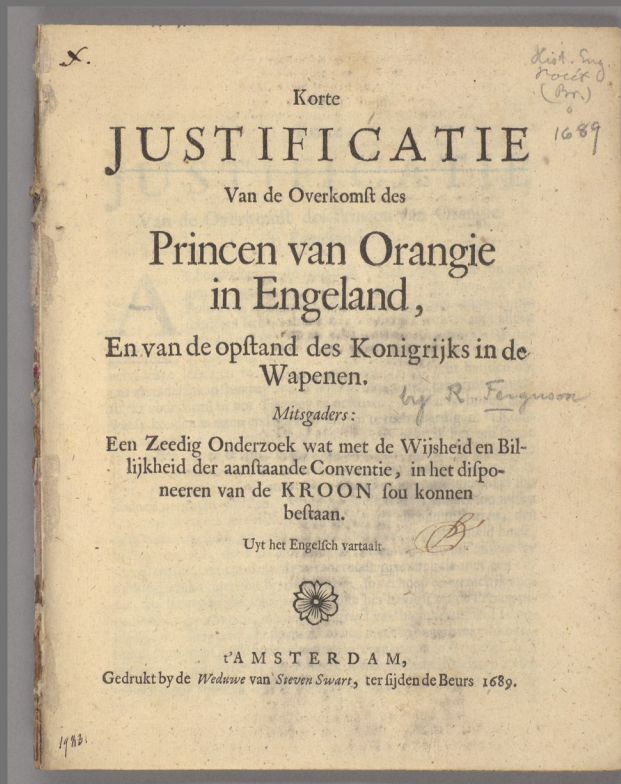 x.
Hist. Eng.
(Br.)
1689
Korte
JUSTIFICATIE
Van de Overkomſt des
Princen van Orangie
in Engeland,
En van de opſtand des Konigrijks in de
Wapenen.
by R. Ferguson
Mitsgaders:
Een Zeedig Onderzoek wat met de Wijsheid en Bil-
lijkheid der aanſtaande Conventie, in het diſpo-
neeren van de KROON ſou konnen
beſtaan.
Uyt het Engelſch vartaalt
t'AMSTERDAM,
Gedrukt by de Weduwe van Steven Swart, ter ſijden de Beurs 1689.